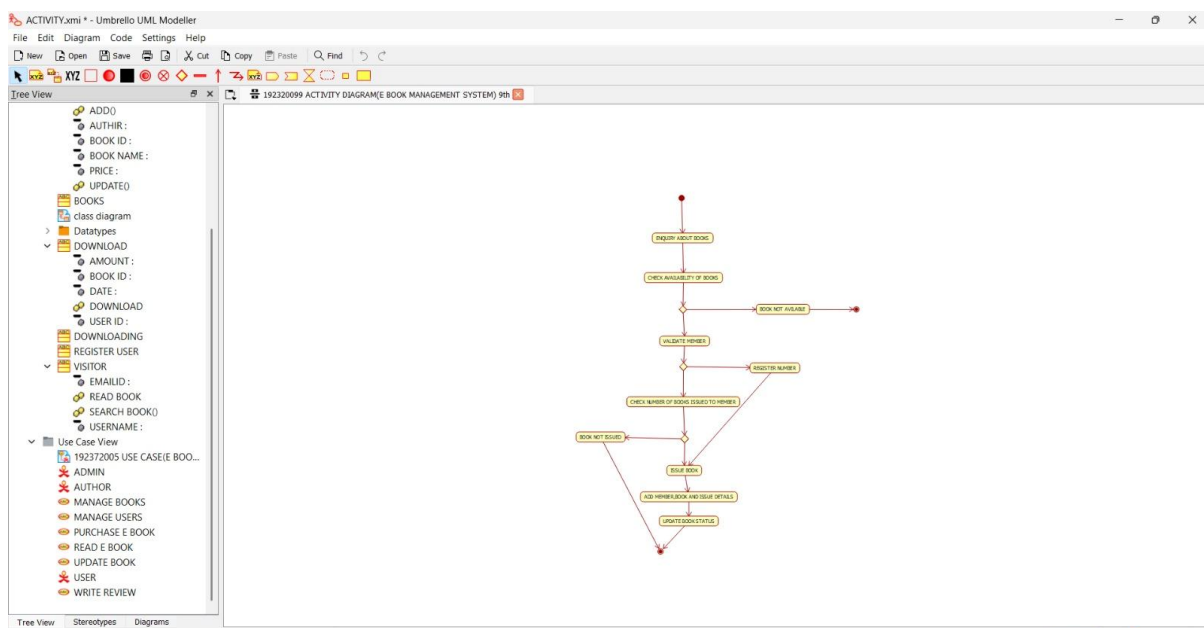 ACTIVITY.xmi * - Umbrello UML Modeller
File Edit Diagram Code Settings Help
New Open Save Cut Copy Paste Find
XYZ XYZ XYZ XYZ
Tree View
192320099 ACTIVITY DIAGRAM(E BOOK MANAGEMENT SYSTEM) 9th
ADD()
AUTHIR :
BOOK ID :
BOOK NAME :
PRICE :
UPDATE()
BOOKS
class diagram
Datatypes
DOWNLOAD
AMOUNT :
BOOK ID :
DATE :
DOWNLOAD
USER ID :
DOWNLOADING
REGISTER USER
VISITOR
EMAILID :
READ BOOK
SEARCH BOOK()
USERNAME :
Use Case View
192372005 USE CASE(E BOO...
ADMIN
AUTHOR
MANAGE BOOKS
MANAGE USERS
PURCHASE E BOOK
READ E BOOK
UPDATE BOOK
USER
WRITE REVIEW
Tree View Stereotypes Diagrams
ENQUIRY ABOUT BOOKS
CHECK AVAILABILITY OF BOOKS
BOOK NOT AVILABLE
VALIDATE MEMBER
REGISTER NUMBER
CHECK NUMBER OF BOOKS ISSUED TO MEMBER
BOOK NOT ISSUED
ISSUE BOOK
ADD MEMBER,BOOK AND ISSUE DETAILS
UPDATE BOOK STATUS